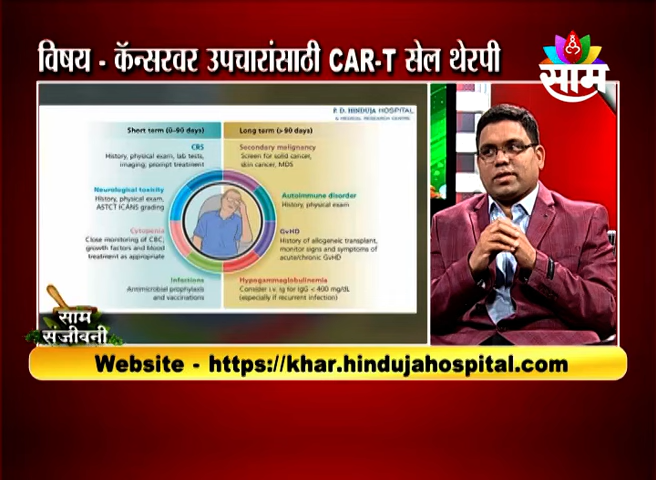 विषय - कॅन्सरवर उपचारांसाठी CAR-T सेल थेरपी
साम
P. D. HINDUJA HOSPITAL
& MEDICAL RESEARCH CENTRE
Short term (0–90 days)
CRS
History, physical exam, lab tests,
imaging, prompt treatment
Neurological toxicity
History, physical exam,
ASTCT ICANS grading
Cytopenia
Close monitoring of CBC,
growth factors and blood
treatment as appropriate
Infections
Antimicrobial prophylaxis
and vaccinations
Long term (>90 days)
Secondary malignancy
Screen for solid cancer,
skin cancer, MDS
Autoimmune disorder
History, physical exam
GvHD
History of allogeneic transplant,
monitor signs and symptoms of
acute/chronic GvHD
Hypogammaglobulinemia
Consider i.v. Ig for IgG < 400 mg/dL
(especially if recurrent infection)
साम
संजीवनी
Website - https://khar.hindujahospital.com